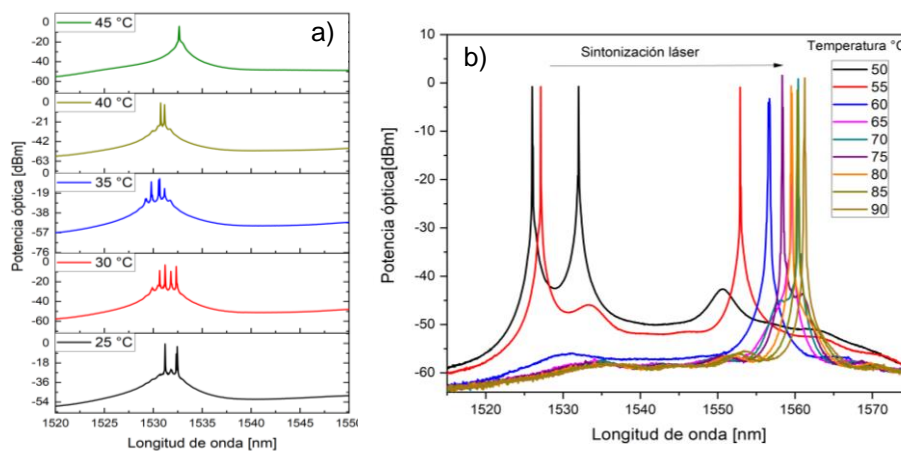 a)
0
-20
-40
-60
45 °C
0
-21
-42
-63
40 °C
0
-19
-38
-57
-76
35 °C
0
-20
-40
-60
30 °C
0
-18
-36
-54
25 °C
Potencia óptica [dBm]
1520 1525 1530 1535 1540 1545 1550
Longitud de onda [nm]
b)
Sintonización láser
Temperatura °C
50
55
60
65
70
75
80
85
90
10
0
-10
-20
-30
-40
-50
-60
Potencia óptica[dBm]
1520 1530 1540 1550 1560 1570
Longitud de onda [nm]